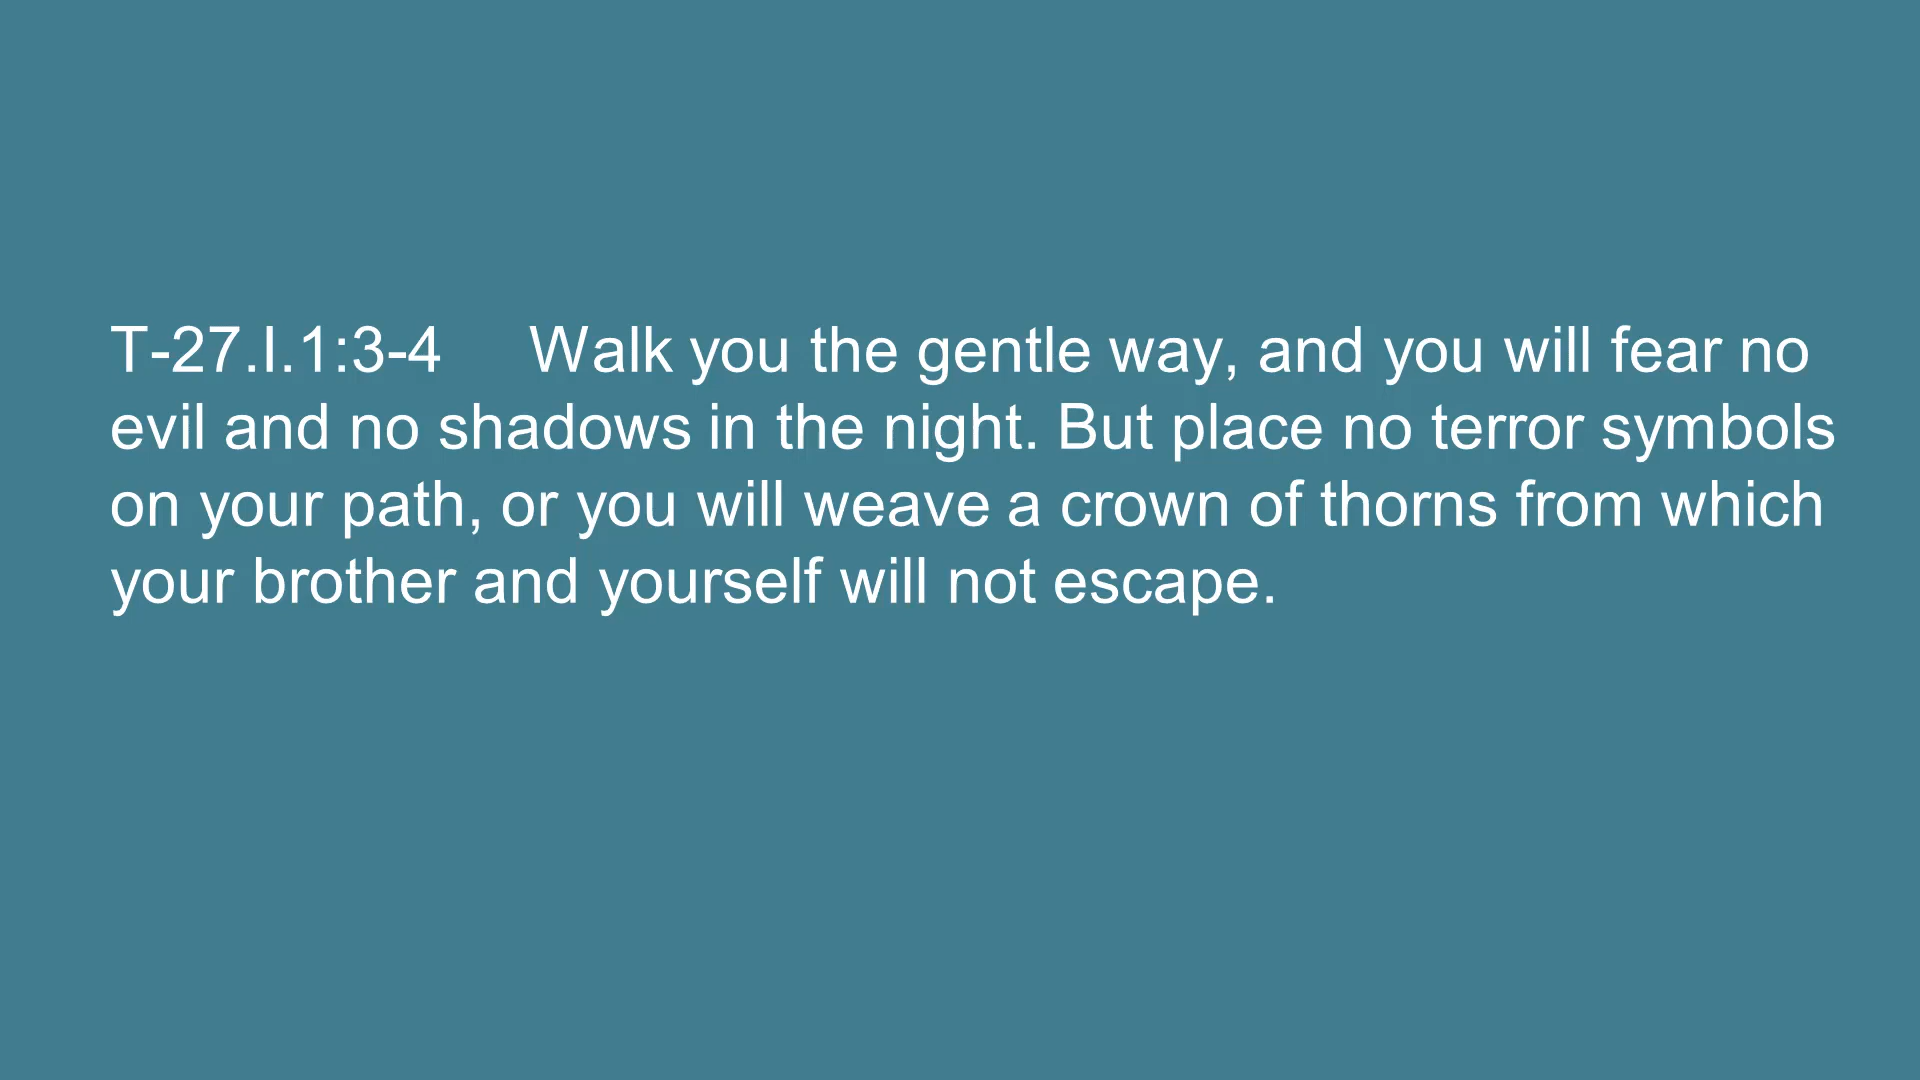 T-27.I.1:3-4     Walk you the gentle way, and you will fear no
evil and no shadows in the night. But place no terror symbols
on your path, or you will weave a crown of thorns from which
your brother and yourself will not escape.